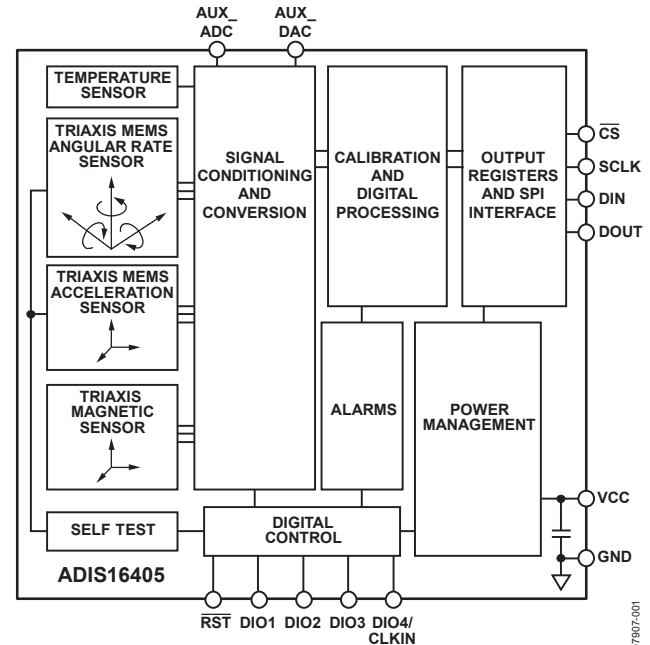 AUX_
ADC
AUX_
DAC
TEMPERATURE
SENSOR
TRIAXIS MEMS
ANGULAR RATE
SENSOR
SIGNAL
CONDITIONING
AND
CONVERSION
CALIBRATION
AND
DIGITAL
PROCESSING
OUTPUT
REGISTERS
AND SPI
INTERFACE
CS
SCLK
DIN
DOUT
TRIAXIS MEMS
ACCELERATION
SENSOR
TRIAXIS
MAGNETIC
SENSOR
ALARMS
POWER
MANAGEMENT
SELF TEST
DIGITAL
CONTROL
VCC
GND
ADIS16405
RST DIO1 DIO2 DIO3 DIO4/
CLKIN
7907-001